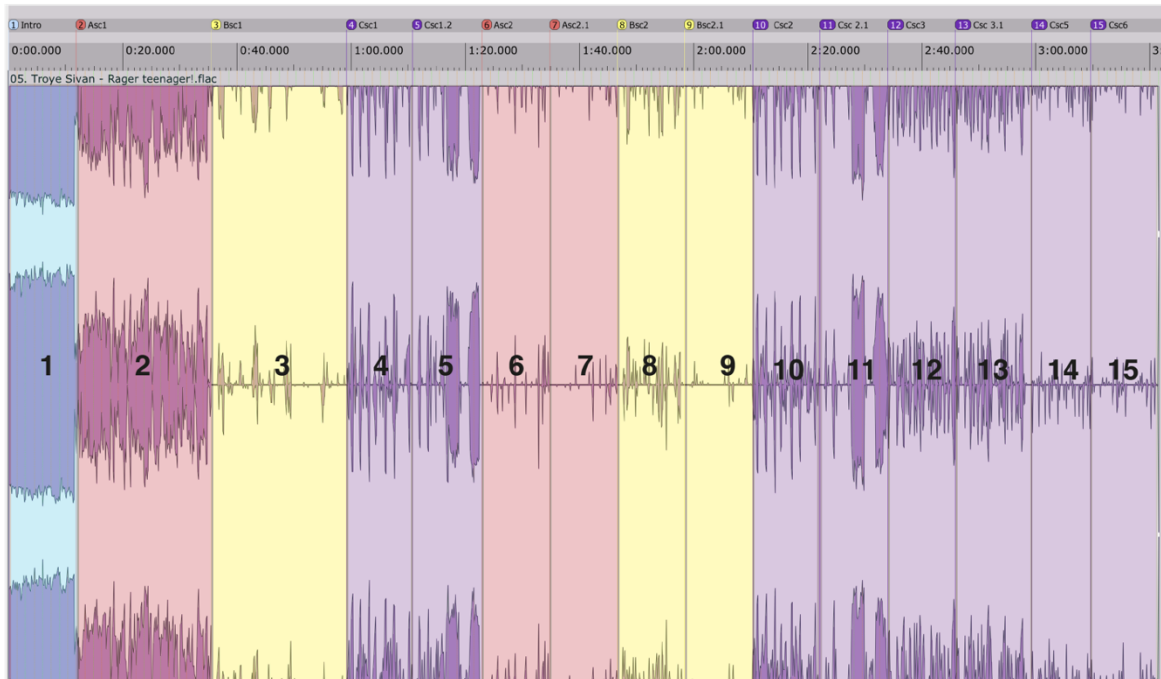 1 Intro 2 Asc1 3 Bsc1 4 Csc1 5 Csc1.2 6 Asc2 7 Asc2.1 8 Bsc2 9 Bsc2.1 10 Csc2 11 Csc 2.1 12 Csc3 13 Csc 3.1 14 Csc5 15 Csc6
0:00.000 0:20.000 0:40.000 1:00.000 1:20.000 1:40.000 2:00.000 2:20.000 2:40.000 3:00.000 3
05. Troye Sivan - Rager teenager!.flac
1 2 3 4 5 6 7 8 9 10 11 12 13 14 15